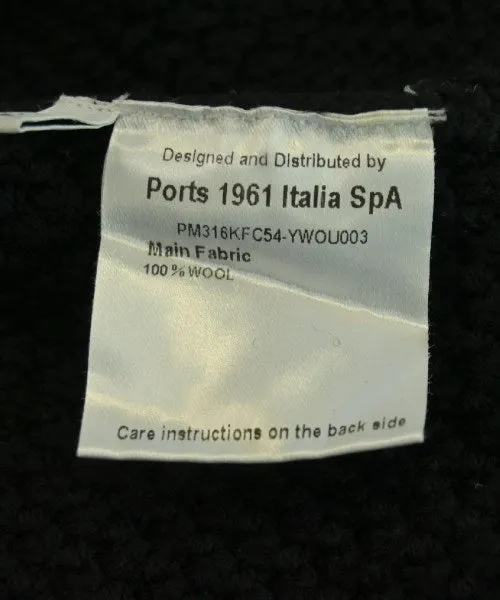 Designed and Distributed by
Ports 1961 Italia SpA
PM316KFC54-YWOU003
Main Fabric
100%WOOL
Care instructions on the back side